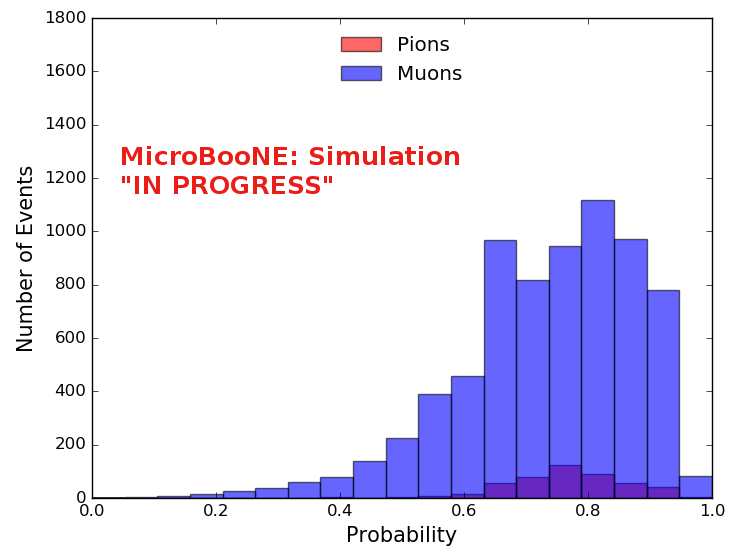 1800
1600
1400
1200
1000
800
600
400
200
0
Number of Events
Pions
Muons
MicroBooNE: Simulation
"IN PROGRESS"
0.0 0.2 0.4 0.6 0.8 1.0
Probability